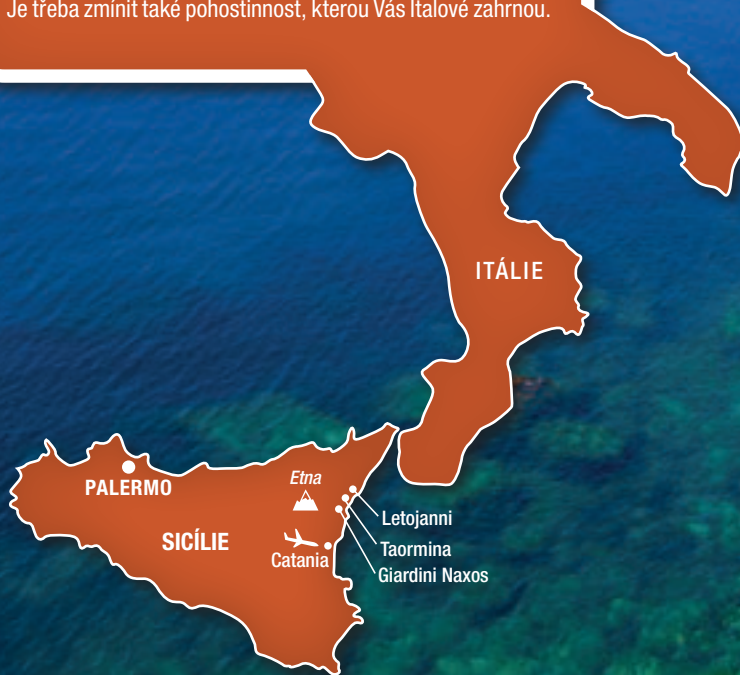 Je třeba zmínit také pohostinnost, kterou Vás Italové zahrnou.
ITÁLIE
Etna
PALERMO
Letojanni
SICÍLIE
Taormina
Catania
Giardini Naxos